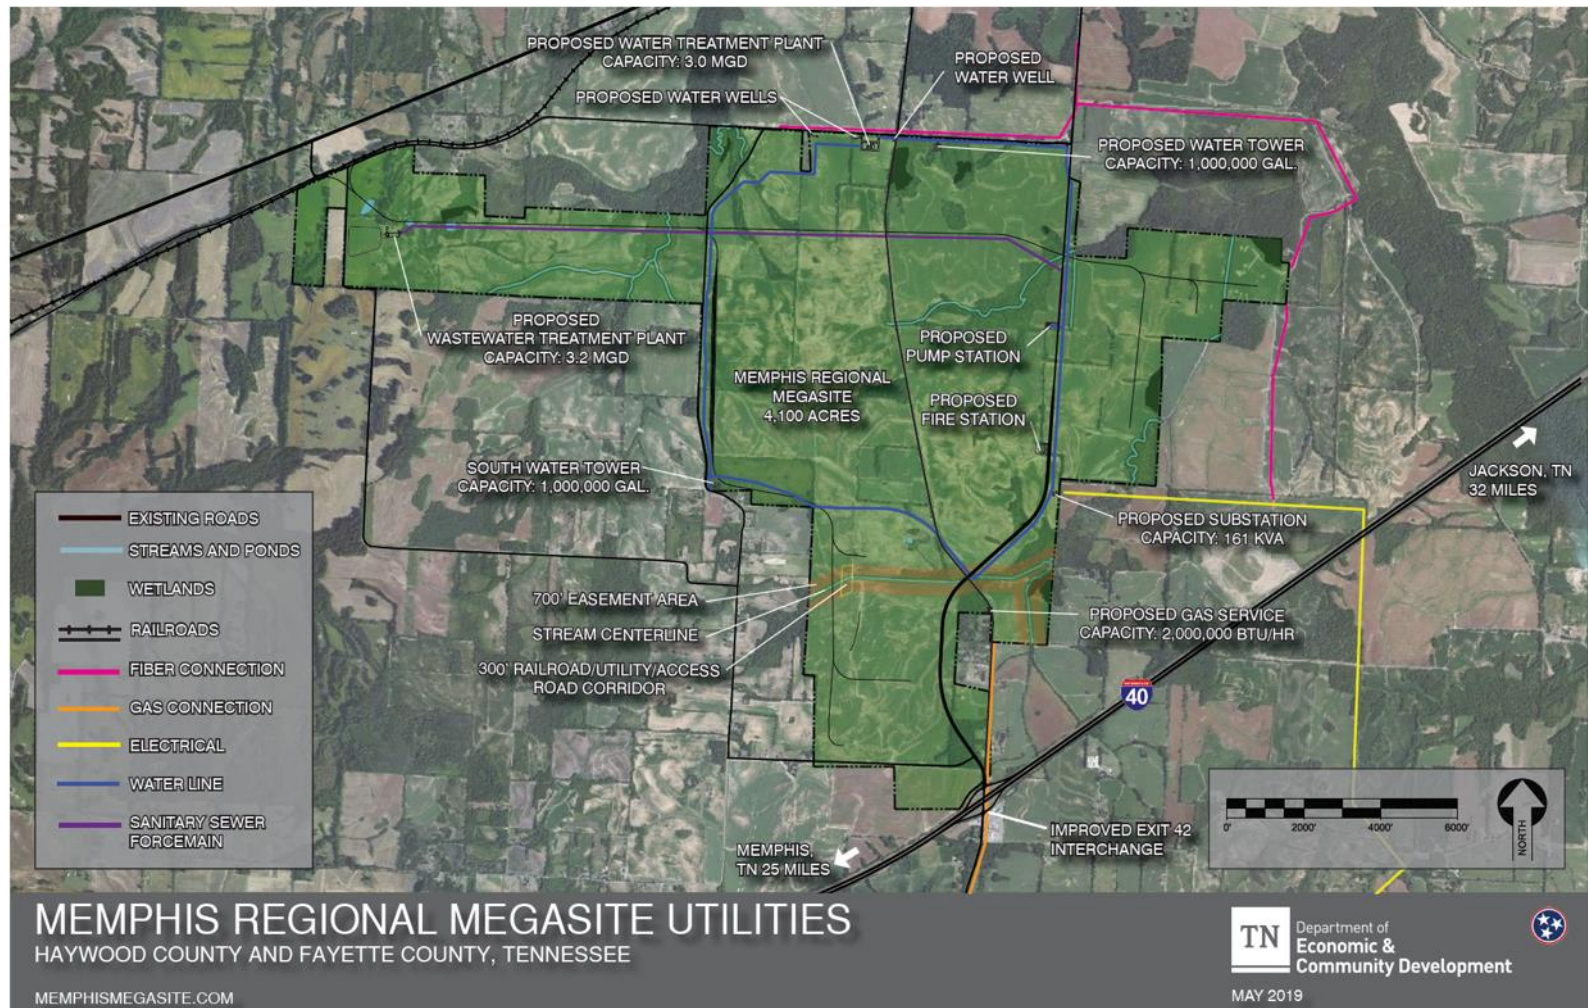 PROPOSED WATER TREATMENT PLANT
CAPACITY: 3.0 MGD
PROPOSED
WATER WELL
PROPOSED WATER WELLS
PROPOSED WATER TOWER
CAPACITY: 1,000,000 GAL.
PROPOSED
WASTEWATER TREATMENT PLANT
CAPACITY: 3.2 MGD
PROPOSED
PUMP STATION
MEMPHIS REGIONAL
MEGASITE
4,100 ACRES
PROPOSED
FIRE STATION
SOUTH WATER TOWER
CAPACITY: 1,000,000 GAL.
JACKSON, TN
32 MILES
PROPOSED SUBSTATION
CAPACITY: 161 KVA
700' EASEMENT AREA
STREAM CENTERLINE
300' RAILROAD/UTILITY/ACCESS
ROAD CORRIDOR
PROPOSED GAS SERVICE
CAPACITY: 2,000,000 BTU/HR
INTERSTATE
40
IMPROVED EXIT 42
INTERCHANGE
MEMPHIS,
TN 25 MILES
EXISTING ROADS
STREAMS AND PONDS
WETLANDS
RAILROADS
FIBER CONNECTION
GAS CONNECTION
ELECTRICAL
WATER LINE
SANITARY SEWER
FORCEMAIN
0' 2000' 4000' 6000'
NORTH
MEMPHIS REGIONAL MEGASITE UTILITIES
HAYWOOD COUNTY AND FAYETTE COUNTY, TENNESSEE
MEMPHISMEGASITE.COM
TN
Department of
Economic &
Community Development
MAY 2019